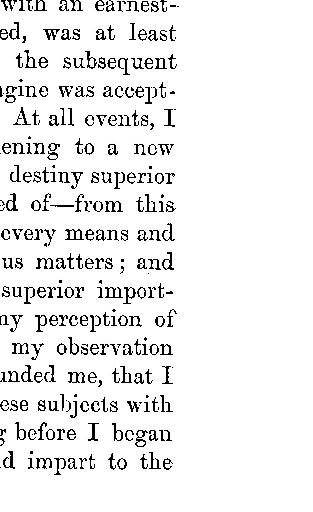 with an earnest-
ed, was at least
the subsequent
agine was accept-
At all events, I
ening to a new
destiny superior
ed of—from this
every means and
us matters; and
superior import-
my perception of
my observation
unded me, that I
ese subjects with
g before I began
d impart to the